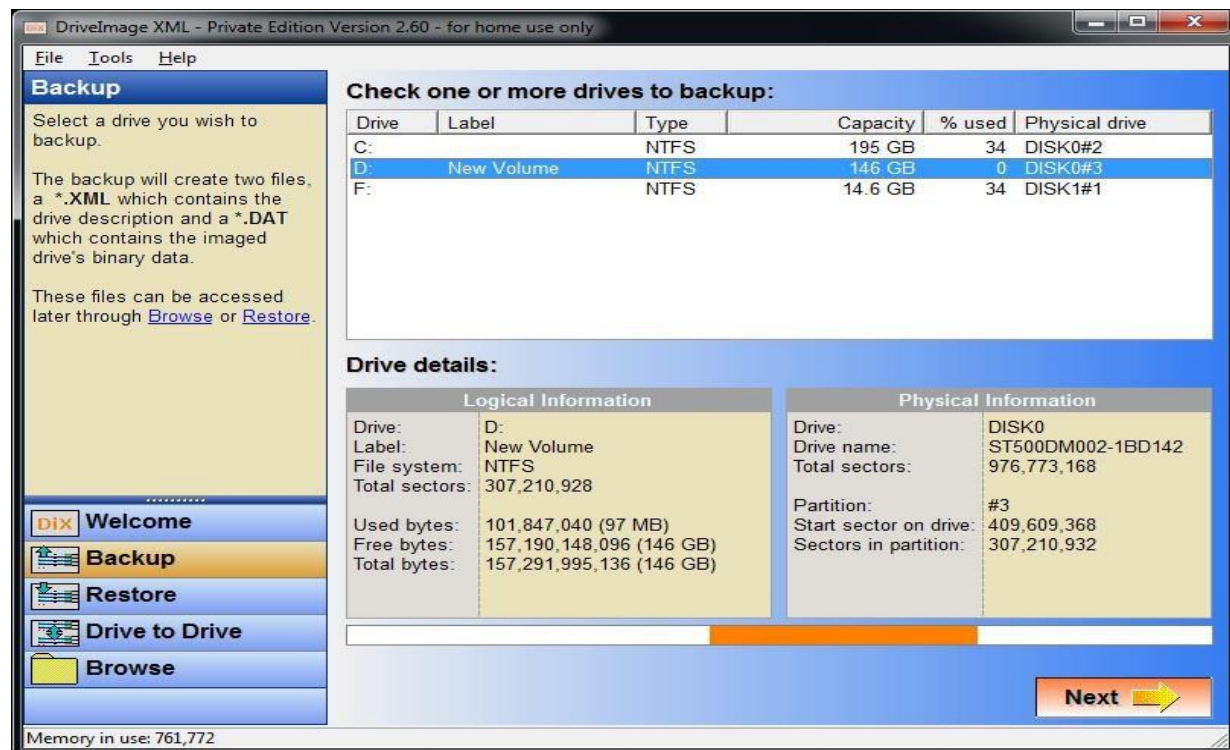 DiX DriveImage XML - Private Edition Version 2.60 - for home use only
File Tools Help
Backup
Select a drive you wish to
backup.
The backup will create two files,
a *.XML which contains the
drive description and a *.DAT
which contains the imaged
drive's binary data.
These files can be accessed
later through Browse or Restore.
DiX Welcome
Backup
Restore
Drive to Drive
Browse
Check one or more drives to backup:
Drive Label Type Capacity % used Physical drive
C: NTFS 195 GB 34 DISK0#2
D: New Volume NTFS 146 GB 0 DISK0#3
F: NTFS 14.6 GB 34 DISK1#1
Drive details:
Logical Information
Drive: D:
Label: New Volume
File system: NTFS
Total sectors: 307,210,928
Used bytes: 101,847,040 (97 MB)
Free bytes: 157,190,148,096 (146 GB)
Total bytes: 157,291,995,136 (146 GB)
Physical Information
Drive: DISK0
Drive name: ST500DM002-1BD142
Total sectors: 976,773,168
Partition: #3
Start sector on drive: 409,609,368
Sectors in partition: 307,210,932
Next
Memory in use: 761,772